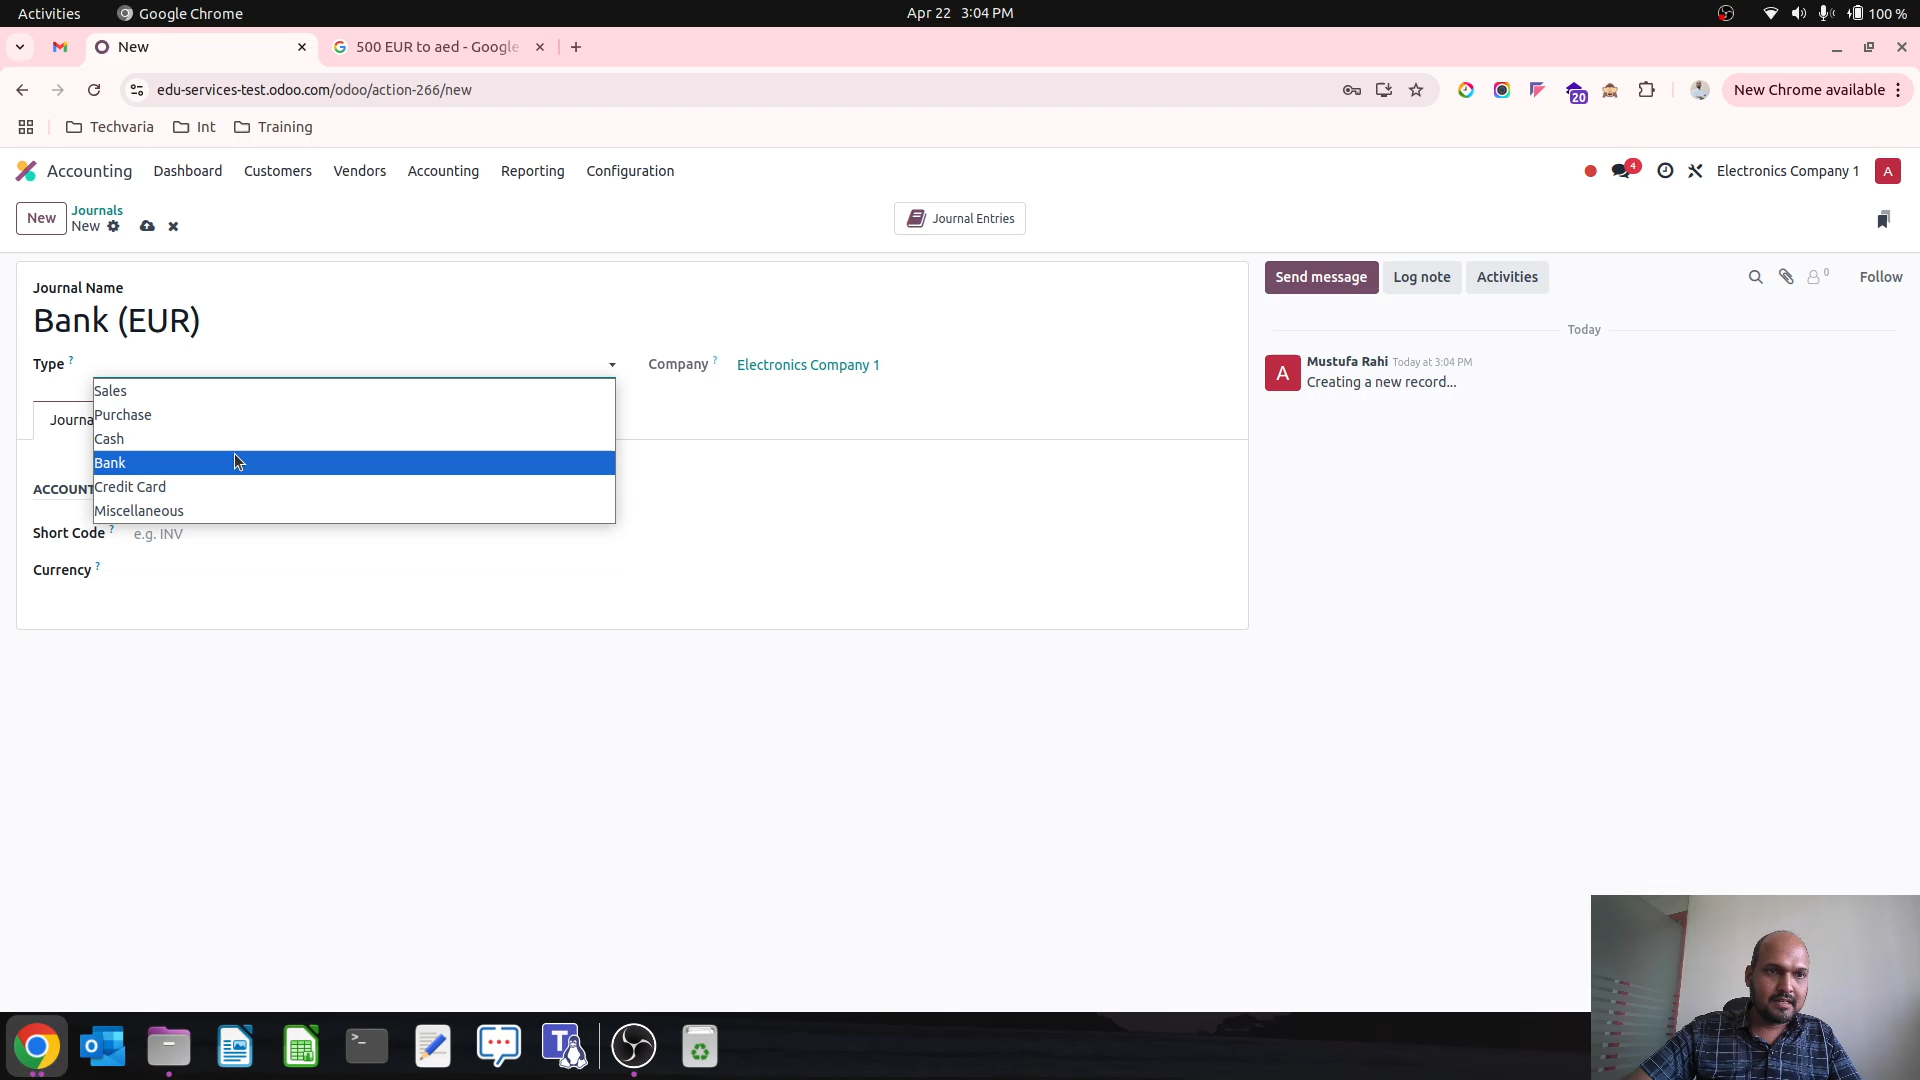 Activities Google Chrome Apr 22 3:04 PM 100 %
New 500 EUR to aed - Google
edu-services-test.odoo.com/odoo/action-266/new 20 New Chrome available
Techvaria Int Training
Accounting Dashboard Customers Vendors Accounting Reporting Configuration 4 Electronics Company 1 A
New Journals Journal Entries
New
Journal Name Send message Log note Activities 0 Follow
Bank (EUR)
Today
Type ? Company ? Electronics Company 1
A Mustufa Rahi Today at 3:04 PM
Creating a new record...
Sales
Purchase
Journa
Cash
Bank
Credit Card
ACCOUNT
Miscellaneous
Short Code ? e.g. INV
Currency ?